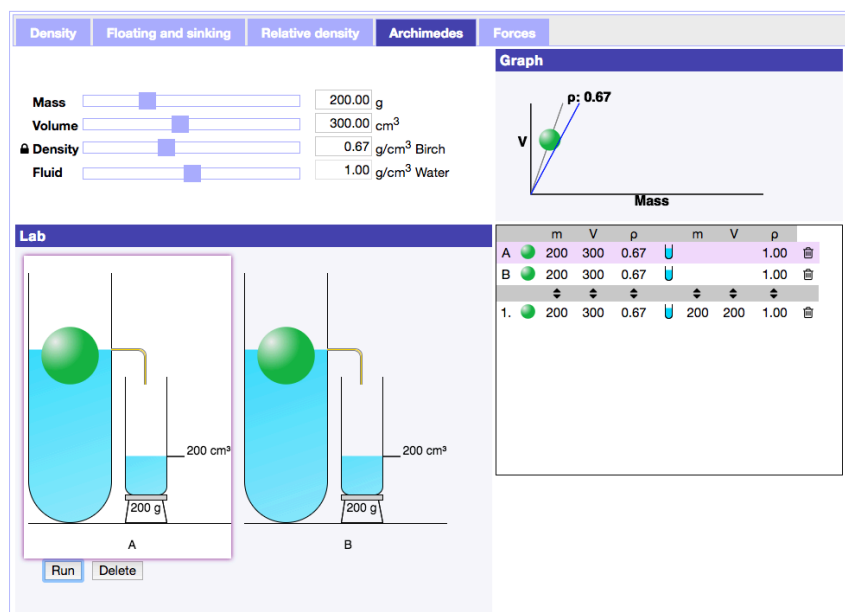 Density Floating and sinking Relative density Archimedes Forces
Graph
Mass 200.00 g
Volume 300.00 cm³
Density 0.67 g/cm³ Birch
Fluid 1.00 g/cm³ Water
ρ: 0.67
V
Mass
Lab
m V ρ m V ρ
A 200 300 0.67 1.00
B 200 300 0.67 1.00
1. 200 300 0.67 200 200 1.00
200 cm³ 200 cm³
200 g 200 g
A B
Run Delete